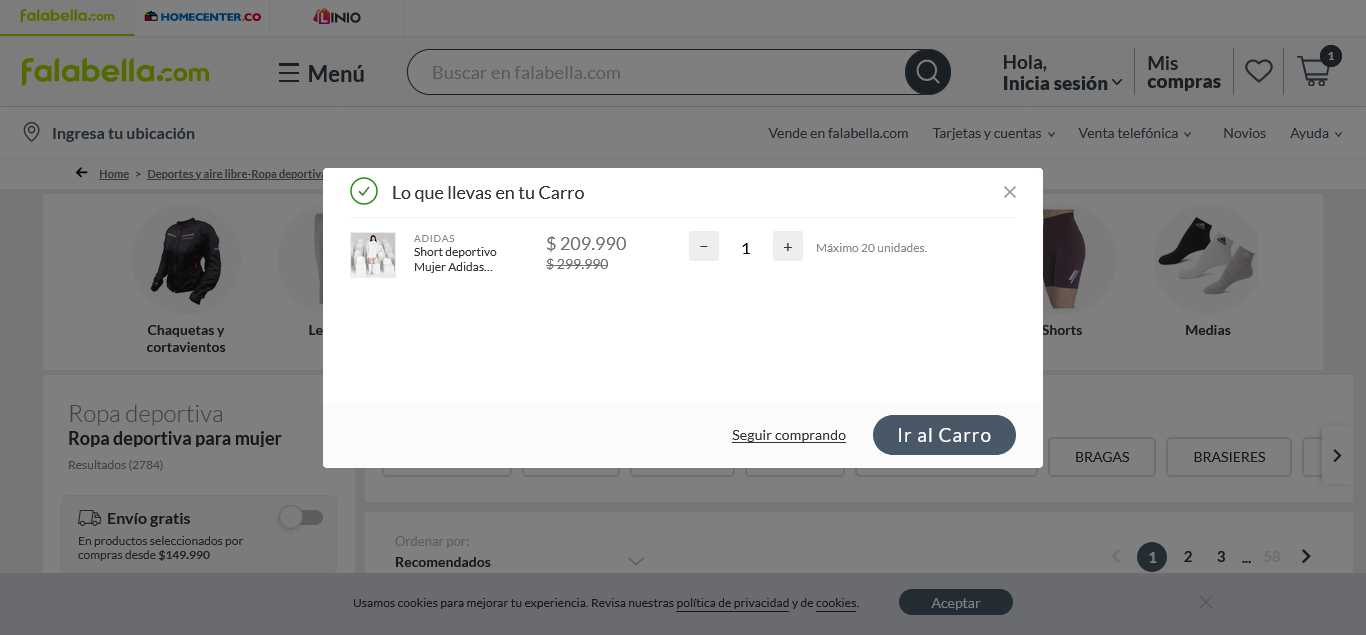 falabella.com
HOMECENTER.CO
LINIO
falabella.com
Menú
Buscar en falabella.com
Hola,
Inicia sesión
Mis
compras
1
Ingresa tu ubicación
Vende en falabella.com
Tarjetas y cuentas
Venta telefónica
Novios
Ayuda
Home > Deportes y aire libre-Ropa deportiva
Lo que llevas en tu Carro
ADIDAS
Short deportivo
Mujer Adidas...
$ 209.990
$ 299.990
−
1
+
Máximo 20 unidades.
Seguir comprando
Ir al Carro
Chaquetas y
cortavientos
Le
Shorts
Medias
Ropa deportiva
Ropa deportiva para mujer
Resultados (2784)
BRAGAS
BRASIERES
Envío gratis
En productos seleccionados por
compras desde $149.990
Ordenar por:
Recomendados
1 2 3 ... 58
Usamos cookies para mejorar tu experiencia. Revisa nuestras política de privacidad y de cookies.
Aceptar